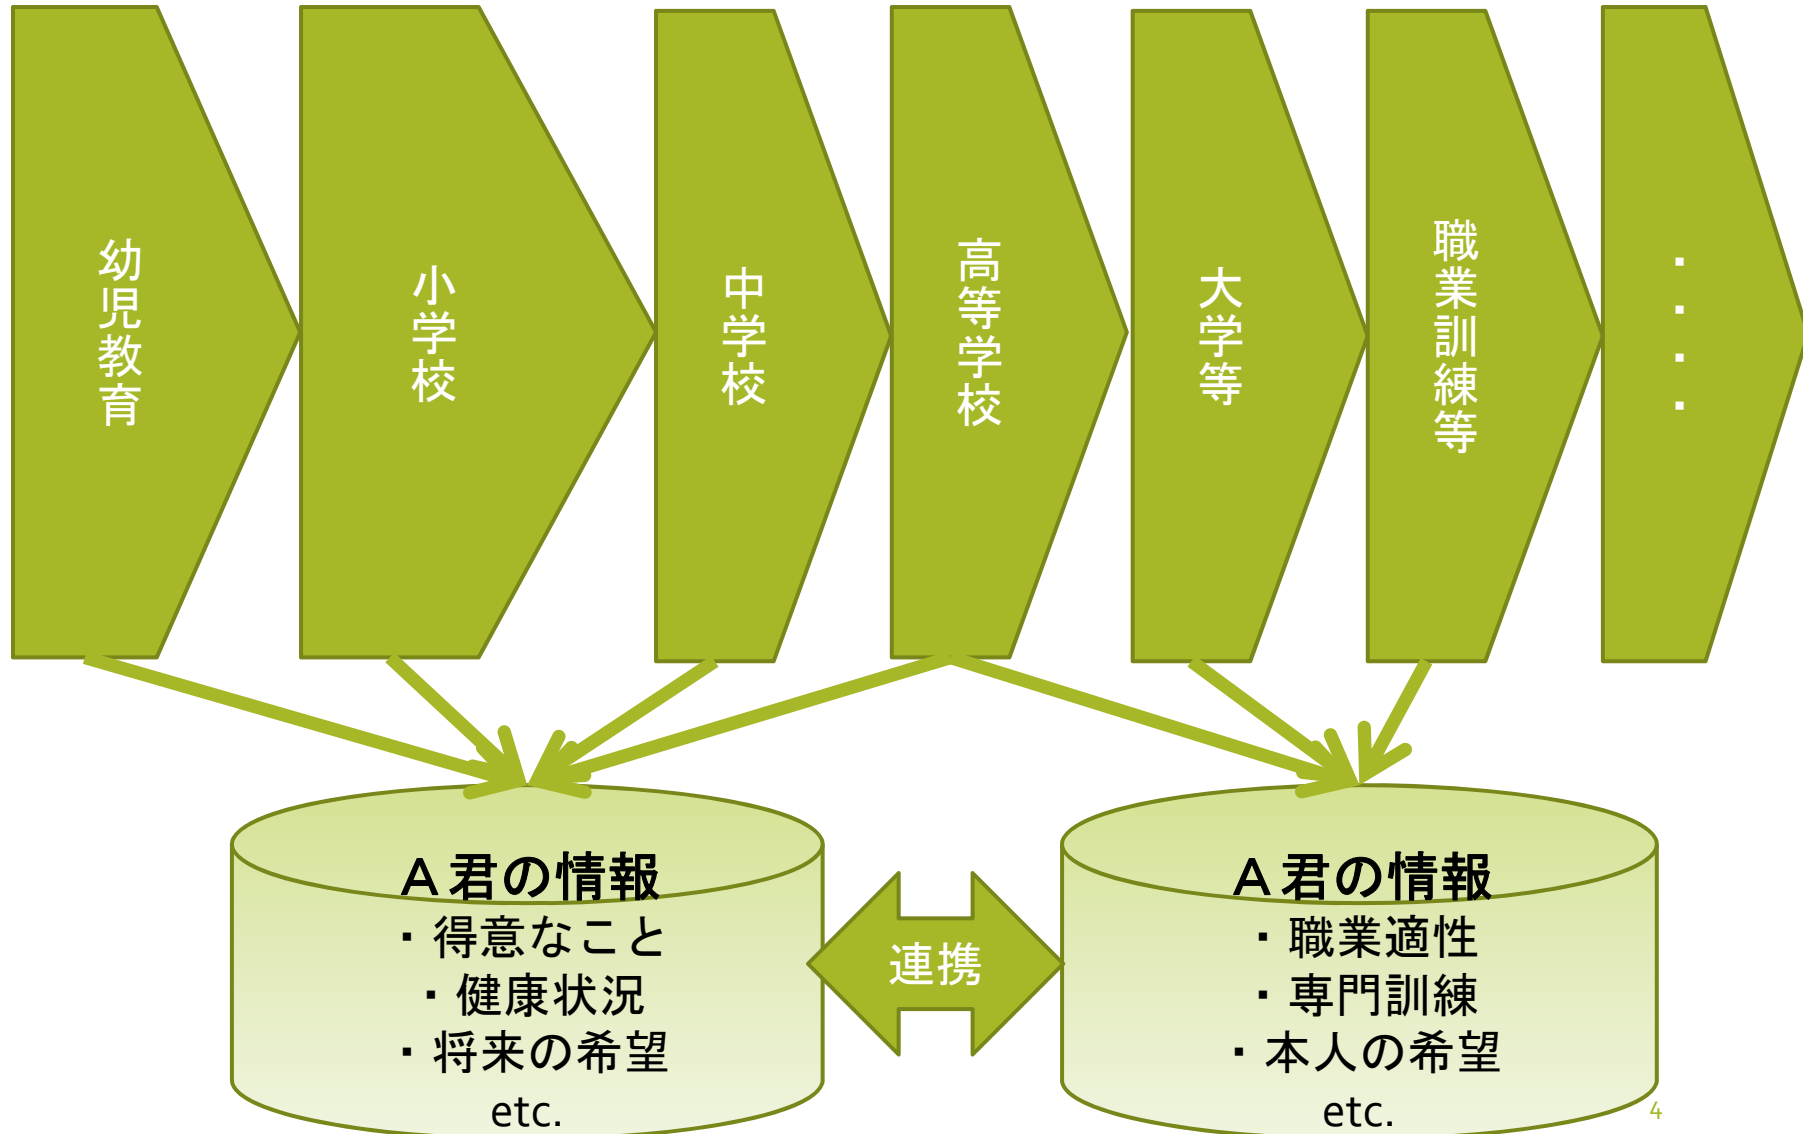 幼児教育
小学校
中学校
高等学校
大学等
職業訓練等
・・・・
Ａ君の情報
・得意なこと
・健康状況
・将来の希望
etc.
連携
Ａ君の情報
・職業適性
・専門訓練
・本人の希望
etc.
4